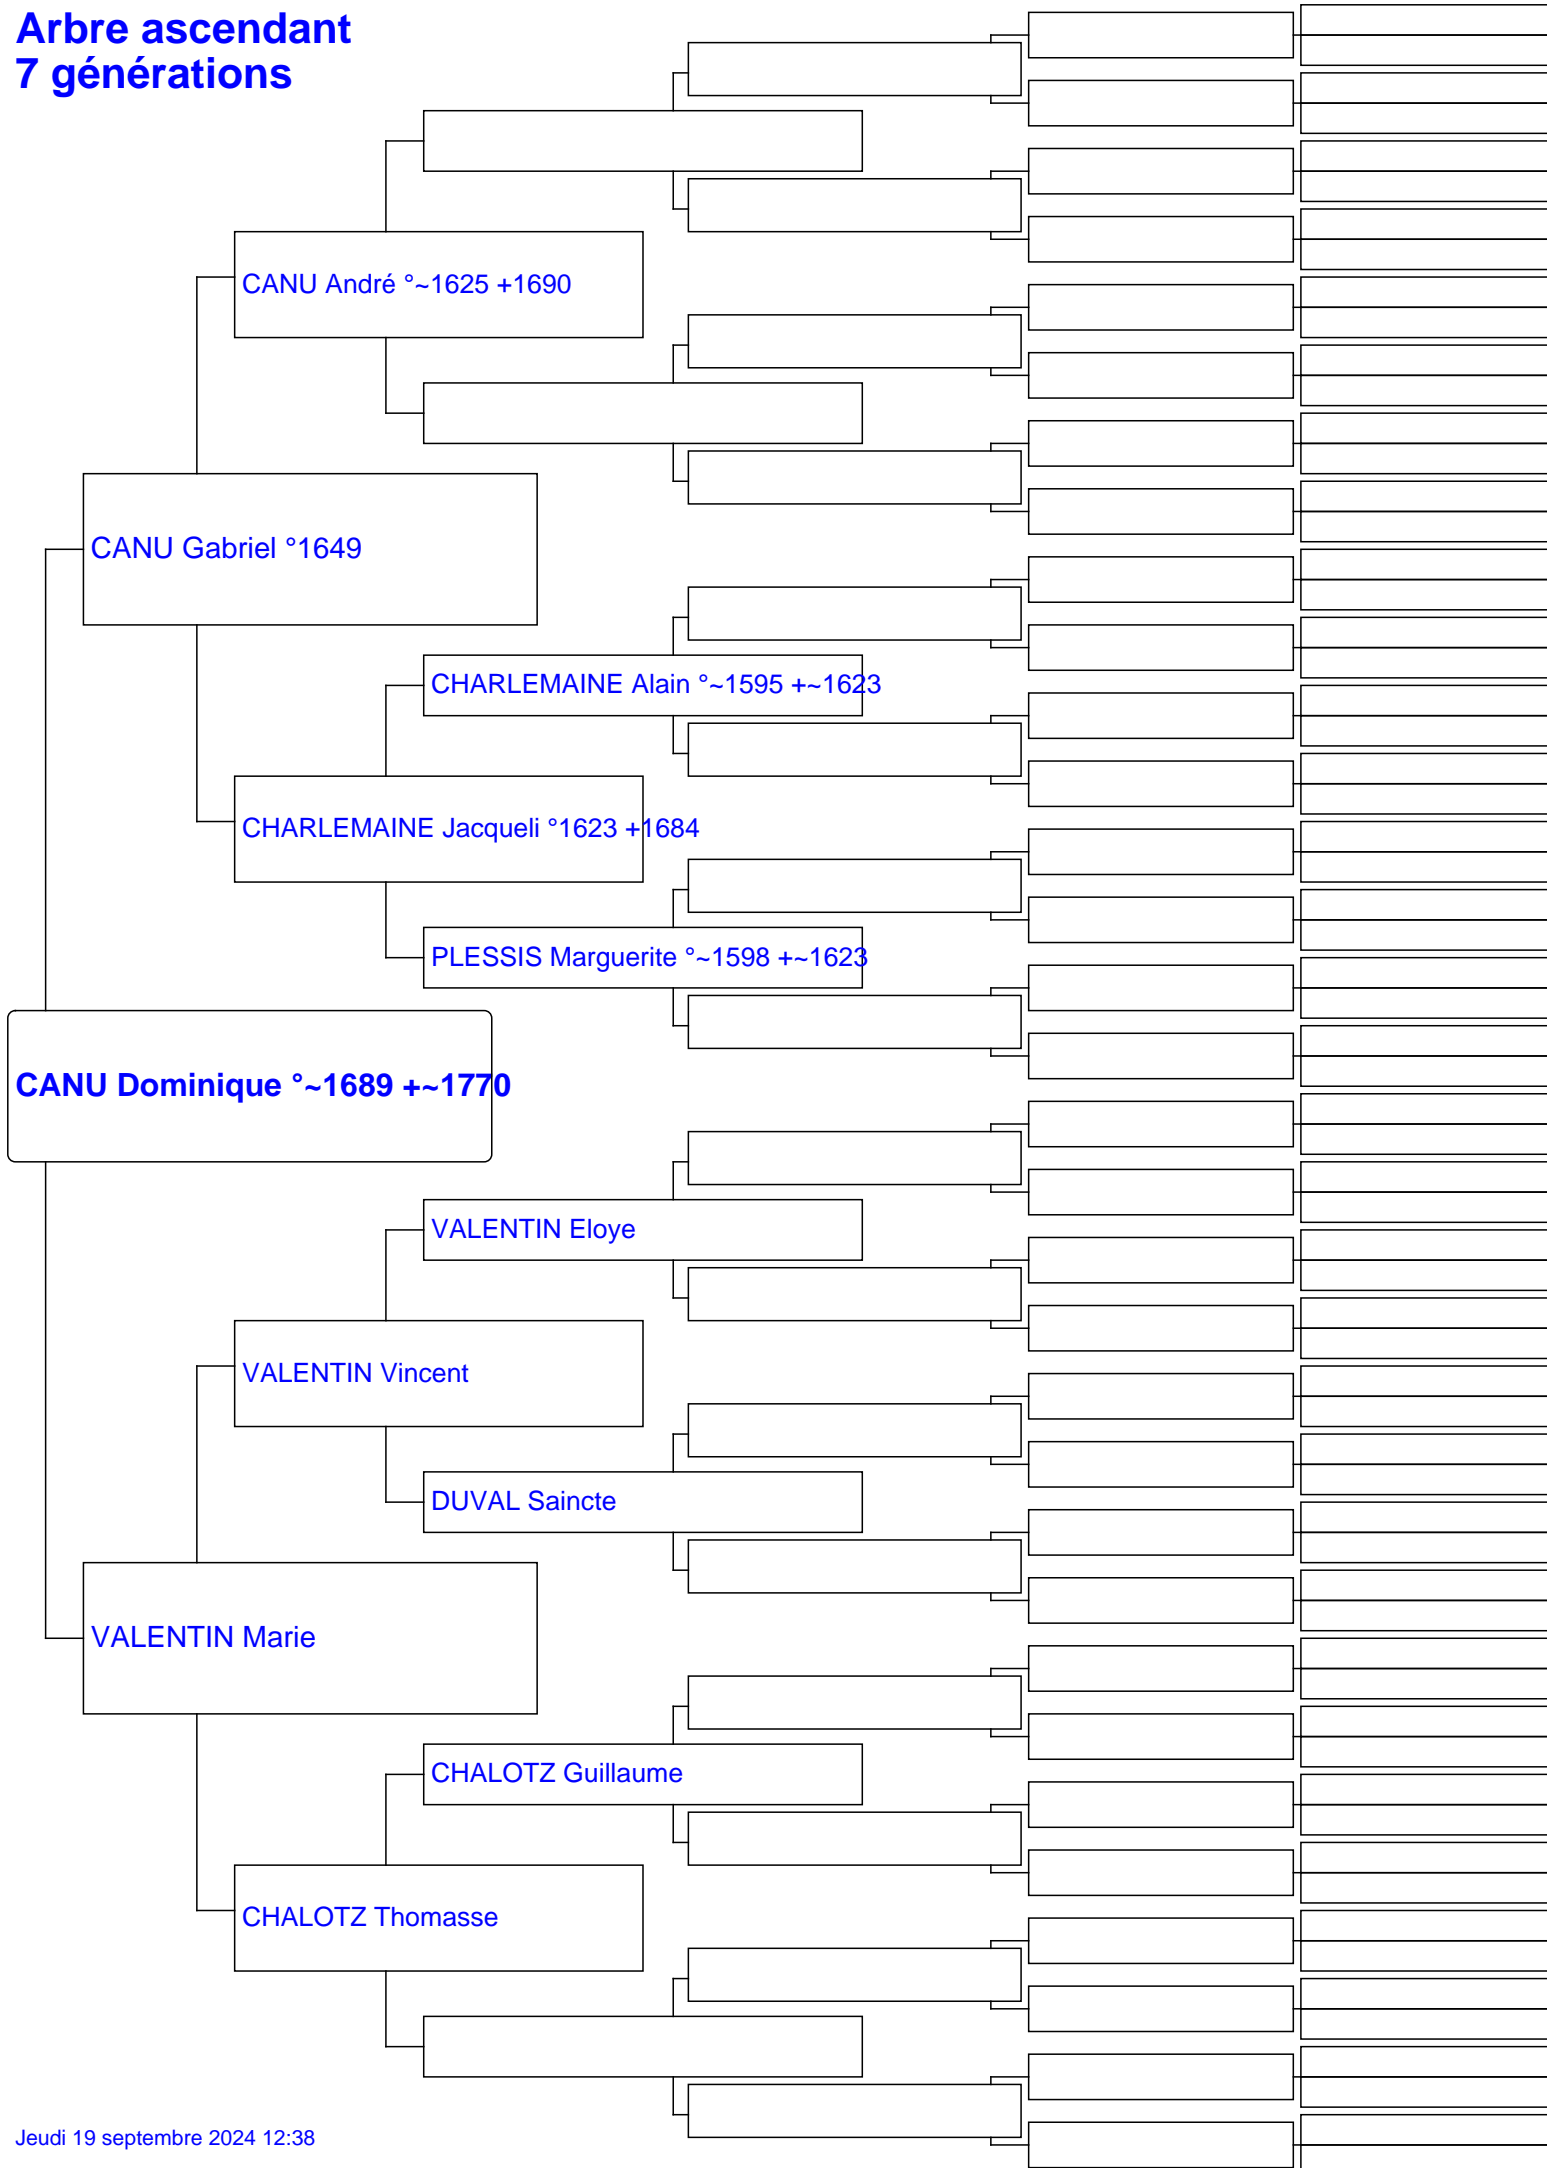 Arbre ascendant
7 générations
CANU André °~1625 +1690
CANU Gabriel °1649
CHARLEMAINE Alain °~1595 +~1623
CHARLEMAINE Jacqueli °1623 +1684
PLESSIS Marguerite °~1598 +~1623
CANU Dominique °~1689 +~1770
VALENTIN Eloye
VALENTIN Vincent
DUVAL Saincte
VALENTIN Marie
CHALOTZ Guillaume
CHALOTZ Thomasse
Jeudi 19 septembre 2024 12:38